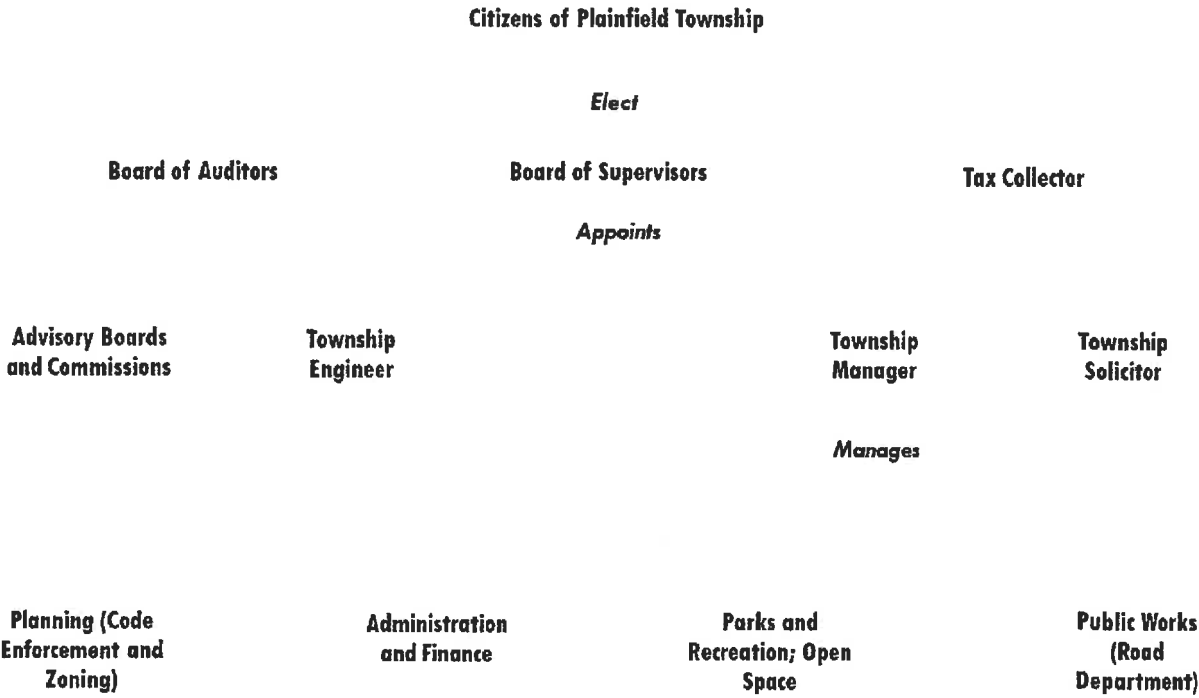 Citizens of Plainfield Township
Elect
Board of Auditors
Board of Supervisors
Tax Collector
Appoints
Advisory Boards
and Commissions
Township
Engineer
Township
Manager
Township
Solicitor
Manages
Planning (Code
Enforcement and
Zoning)
Administration
and Finance
Parks and
Recreation; Open
Space
Public Works
(Road
Department)